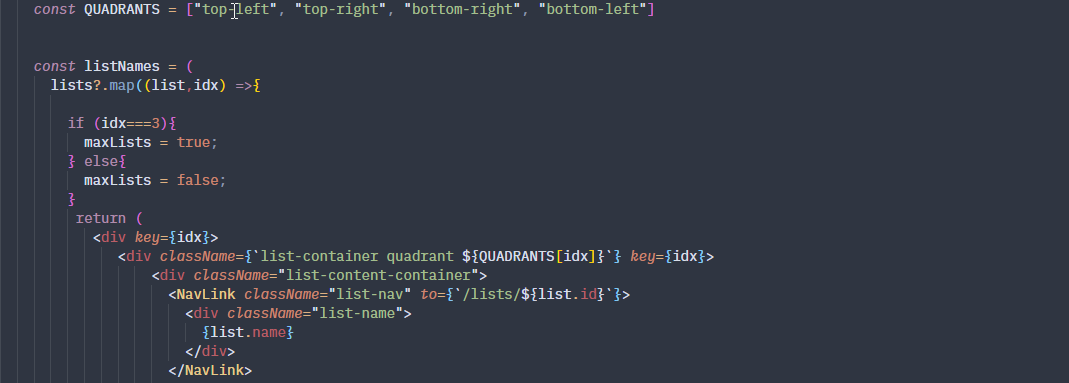 const QUADRANTS = ["top-left", "top-right", "bottom-right", "bottom-left"]
const listNames = (
lists?.map((list,idx) =>{
if (idx===3){
maxLists = true;
} else{
maxLists = false;
}
return (
<div key={idx}>
<div className={`list-container quadrant ${QUADRANTS[idx]}`} key={idx}>
<div className="list-content-container">
<NavLink className="list-nav" to={`/lists/${list.id}`}>
<div className="list-name">
{list.name}
</div>
</NavLink>